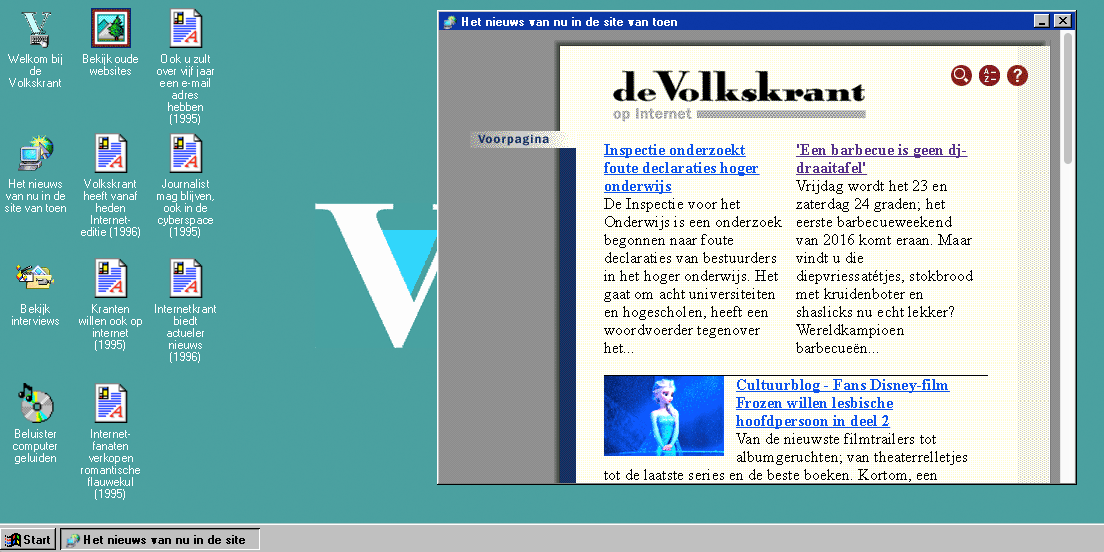 Welkom bij
de
Volkskrant
Bekijk oude
websites
Ook u zult
over vijf jaar
een e-mail
adres
hebben
(1995)
Het nieuws
van nu in de
site van toen
Volkskrant
heeft vanaf
heden
Internet-
editie (1996)
Journalist
mag blijven,
ook in de
cyberspace
(1995)
Bekijk
interviews
Kranten
willen ook op
internet
(1995)
Internetkrant
biedt
actueler
nieuws
(1996)
Beluister
computer
geluiden
Internet-
fanaten
verkopen
romantische
flauwekul
(1995)
V
Het nieuws van nu in de site van toen
de Volkskrant
op Internet
A-Z
?
Voorpagina
Inspectie onderzoekt
foute declaraties hoger
onderwijs
De Inspectie voor het
Onderwijs is een onderzoek
begonnen naar foute
declaraties van bestuurders
in het hoger onderwijs. Het
gaat om acht universiteiten
en hogescholen, heeft een
woordvoerder tegenover
het...
'Een barbecue is geen dj-
draaitafel'
Vrijdag wordt het 23 en
zaterdag 24 graden; het
eerste barbecueweekend
van 2016 komt eraan. Maar
vindt u die
diepvriessatétjes, stokbrood
met kruidenboter en
shaslicks nu echt lekker?
Wereldkampioen
barbecueën...
Cultuurblog - Fans Disney-film
Frozen willen lesbische
hoofdpersoon in deel 2
Van de nieuwste filmtrailers tot
albumgeruchten; van theaterrelletjes
tot de laatste series en de beste boeken. Kortom, een
Start
Het nieuws van nu in de site